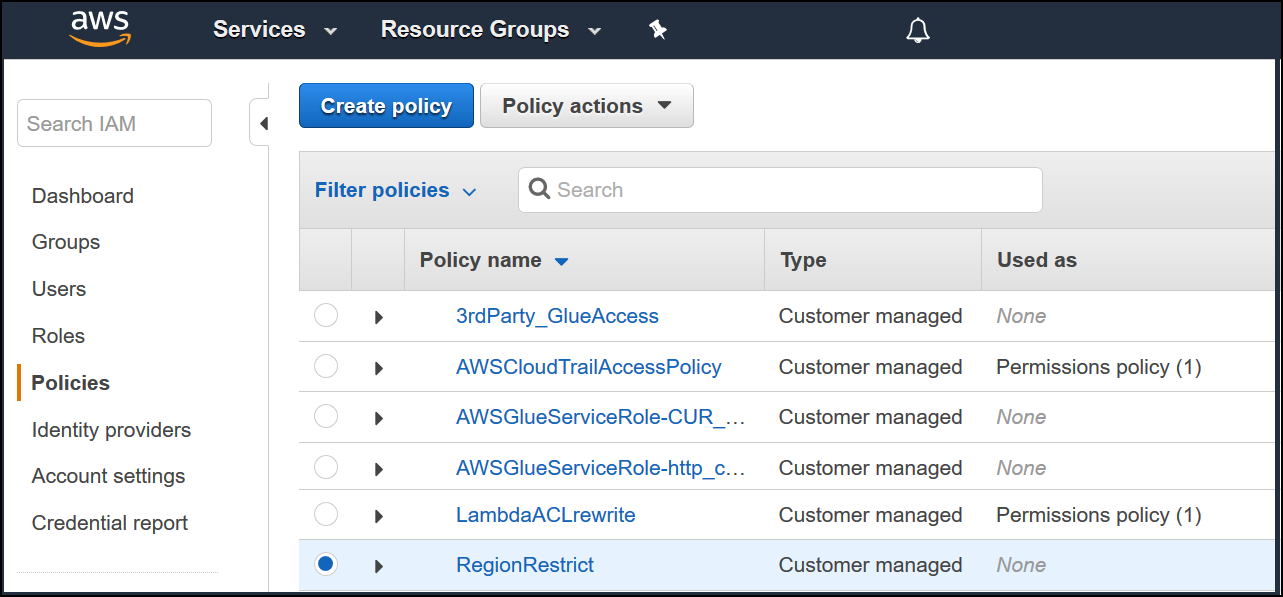 aws Services Resource Groups
Create policy Policy actions
Search IAM
Filter policies Search
Dashboard
Groups
Users
Roles
Policies
Identity providers
Account settings
Credential report
Policy name Type Used as
3rdParty_GlueAccess Customer managed None
AWSCloudTrailAccessPolicy Customer managed Permissions policy (1)
AWSGlueServiceRole-CUR_... Customer managed None
AWSGlueServiceRole-http_c... Customer managed None
LambdaACLrewrite Customer managed Permissions policy (1)
RegionRestrict Customer managed None